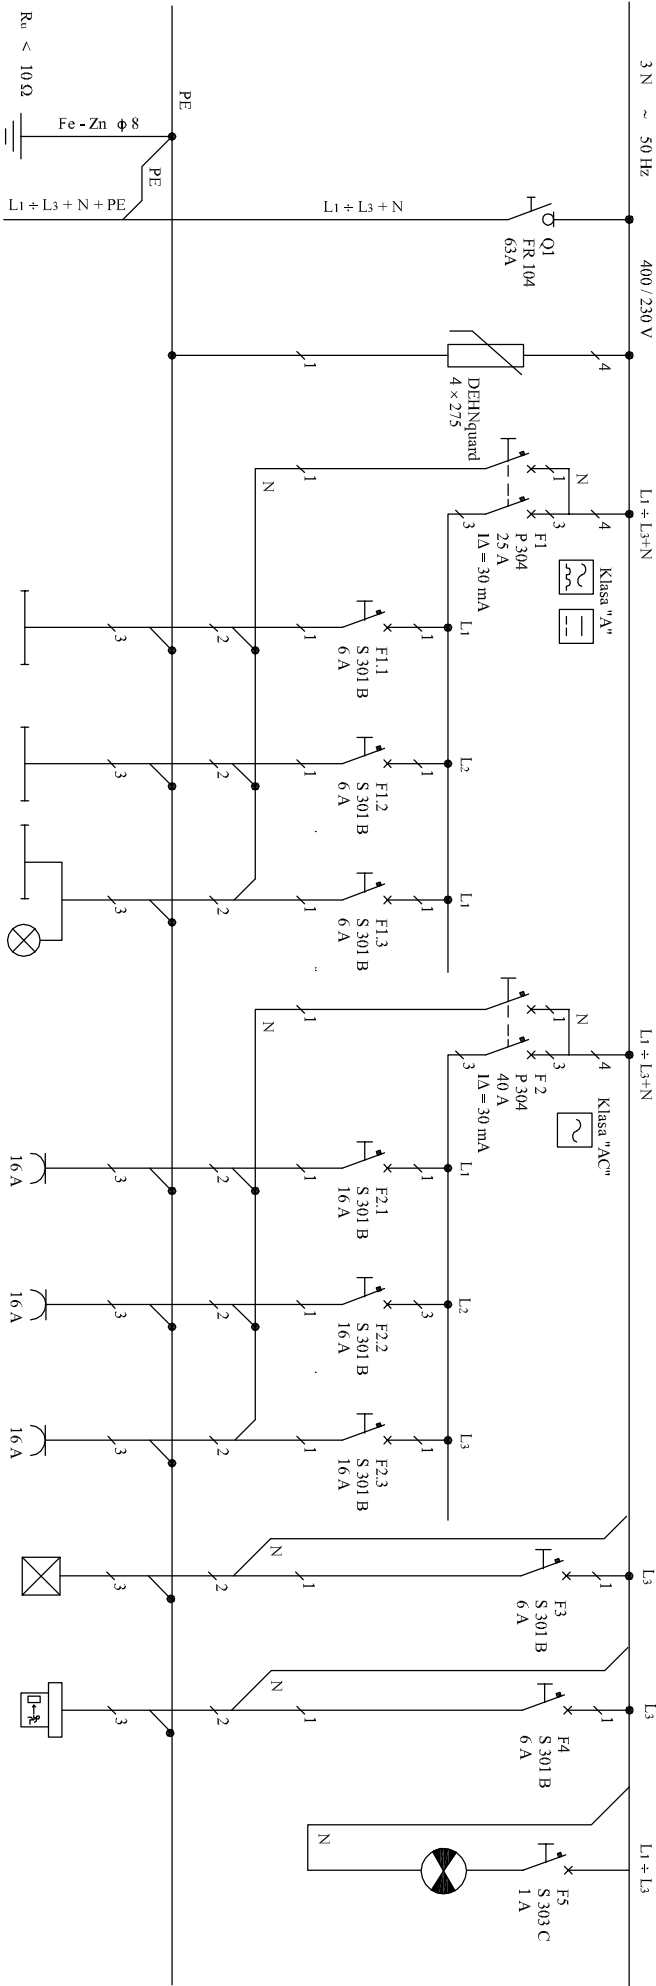 3 N ~ 50 Hz 400 / 230 V
L1 ÷ L3+N
L1 ÷ L3+N
L3
L3
L1 ÷ L3
Q1
FR 104
63A
L1 ÷ L3 + N
L1 ÷ L3 + N + PE
PE
PE
Fe - Zn ϕ 8
Ru < 10 Ω
4
DEHNquard
4 × 275
1
4
N
1
3
F1
P 304
25 A
IΔ = 30 mA
Klasa "A"
3
1
N
L1
1
F1.1
S 301 B
6 A
1
2
3
L2
1
F1.2
S 301 B
6 A
1
2
3
L1
1
F1.3
S 301 B
6 A
1
2
3
4
N
1
3
F 2
P 304
40 A
IΔ = 30 mA
Klasa "AC"
3
1
N
L1
1
F2.1
S 301 B
16 A
1
2
3
16 A
L2
3
F2.2
S 301 B
16 A
1
2
3
16 A
L3
1
F2.3
S 301 B
16 A
1
2
3
16 A
1
F3
S 301 B
6 A
N
1
2
3
1
F4
S 301 B
6 A
N
1
2
3
F5
S 303 C
1 A
N